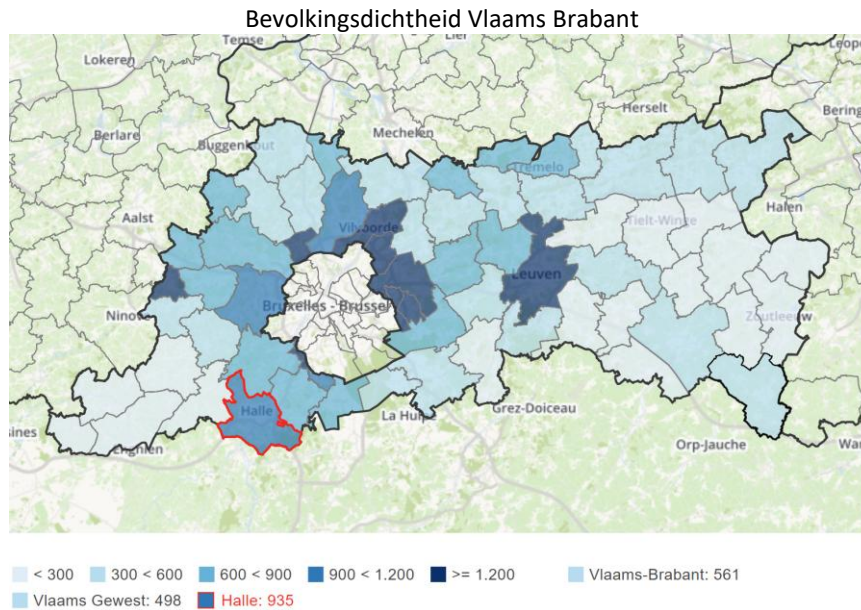 Bevolkingsdichtheid Vlaams Brabant
Temse
Lier
Lokeren
Herselt
Berlare
Mechelen
Bering
Buggenhout
Tremelo
Halen
Aalst
Vilvoorde
Tielt-Winge
Leuven
Bruxelles - Brussel
Ninove
Zoutleeuw
Halle
La Hulpe
Grez-Doiceau
sines
Enghien
Orp-Jauche
< 300
300 < 600
600 < 900
900 < 1.200
>= 1.200
Vlaams-Brabant: 561
Vlaams Gewest: 498
Halle: 935